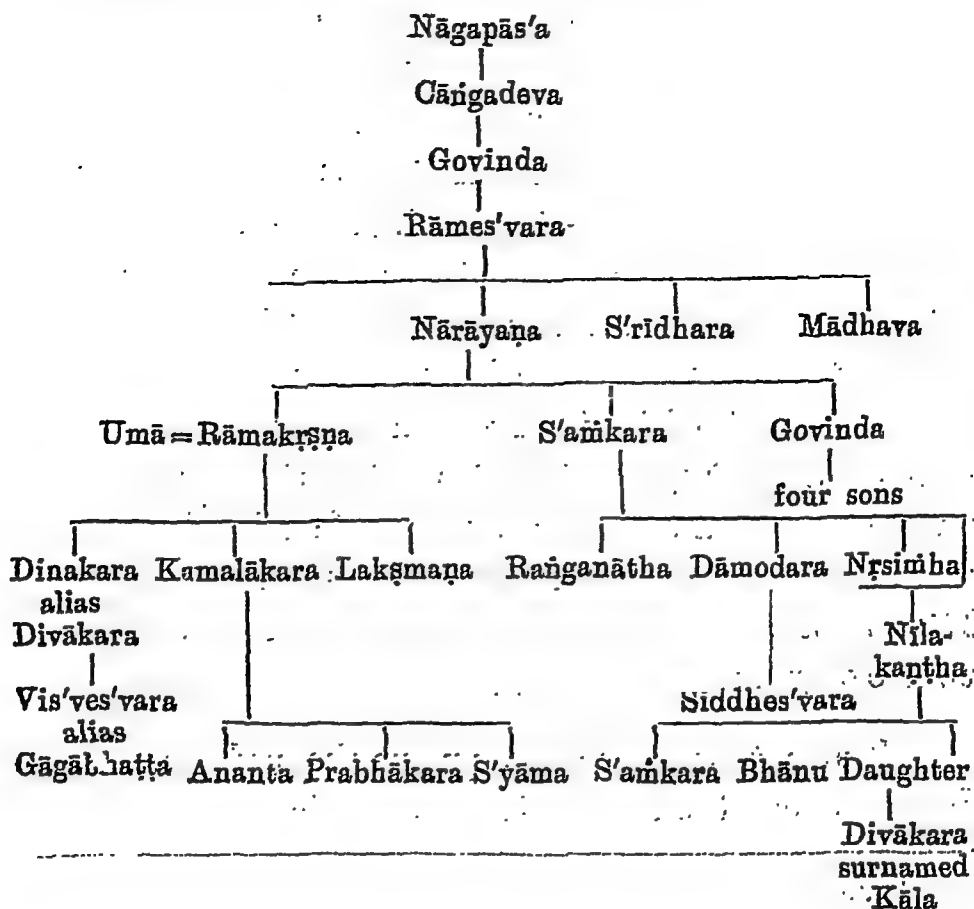 Nāgapās'a
Cāṅgadeva
Govinda
Rāmes'vara
Nārāyaṇa S'rīdhara Mādhava
Umā = Rāmakṛṣṇa S'aṁkara Govinda
four sons
Dinakara Kamalākara Lakṣmaṇa Raṅganātha Dāmodara Nṛsiṁha
alias
Divākara Nīla-
kaṇṭha
Vis'ves'vara Siddhes'vara
alias
Gāgābhaṭṭa Ananta Prabhākara S'yāma S'aṁkara Bhānu Daughter
Divākara
surnamed
Kāla